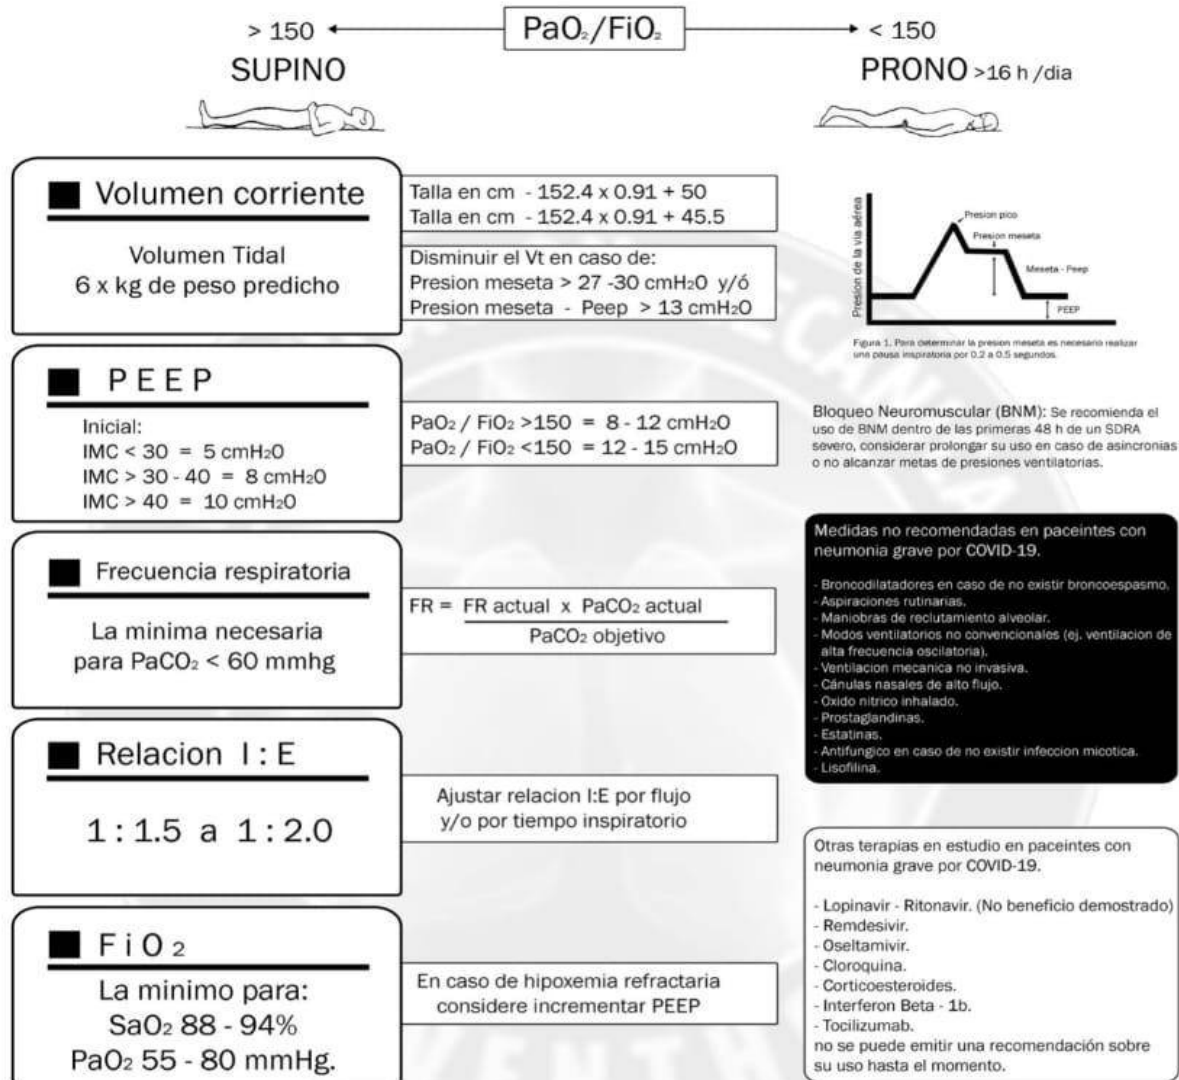 PaO₂/FiO₂
> 150
SUPINO
< 150
PRONO >16 h /dia
Volumen corriente
Volumen Tidal
6 x kg de peso predicho
Talla en cm - 152.4 x 0.91 + 50
Talla en cm - 152.4 x 0.91 + 45.5
Disminuir el Vt en caso de:
Presion meseta > 27 -30 cmH₂O y/ó
Presion meseta - Peep > 13 cmH₂O
Presion de la via aérea
Presion pico
Presion meseta
Meseta - Peep
PEEP
Figura 1. Para determinar la presion meseta es necesario realizar
una pausa inspiratoria por 0.2 a 0.5 segundos.
PEEP
Inicial:
IMC < 30 = 5 cmH₂O
IMC > 30 - 40 = 8 cmH₂O
IMC > 40 = 10 cmH₂O
PaO₂ / FiO₂ >150 = 8 - 12 cmH₂O
PaO₂ / FiO₂ <150 = 12 - 15 cmH₂O
Bloqueo Neuromuscular (BNM): Se recomienda el
uso de BNM dentro de las primeras 48 h de un SDRA
severo, considerar prolongar su uso en caso de asincronias
o no alcanzar metas de presiones ventilatorias.
Frecuencia respiratoria
La minima necesaria
para PaCO₂ < 60 mmhg
FR = FR actual x PaCO₂ actual
PaCO₂ objetivo
Medidas no recomendadas en paceintes con
neumonia grave por COVID-19.
- Broncodilatadores en caso de no existir broncoespasmo.
- Aspiraciones rutinarias.
- Maniobras de reclutamiento alveolar.
- Modos ventilatorios no convencionales (ej. ventilacion de
alta frecuencia oscilatoria).
- Ventilacion mecanica no invasiva.
- Cánulas nasales de alto flujo.
- Oxido nitrico inhalado.
- Prostaglandinas.
- Estatinas.
- Antifungico en caso de no existir infeccion micotica.
- Lisofilina.
Relacion I : E
1 : 1.5 a 1 : 2.0
Ajustar relacion I:E por flujo
y/o por tiempo inspiratorio
FiO₂
La minimo para:
SaO₂ 88 - 94%
PaO₂ 55 - 80 mmHg.
En caso de hipoxemia refractaria
considere incrementar PEEP
Otras terapias en estudio en paceintes con
neumonia grave por COVID-19.
- Lopinavir - Ritonavir. (No beneficio demostrado)
- Remdesivir.
- Oseltamivir.
- Cloroquina.
- Corticoesteroides.
- Interferon Beta - 1b.
- Tocilizumab.
no se puede emitir una recomendación sobre
su uso hasta el momento.